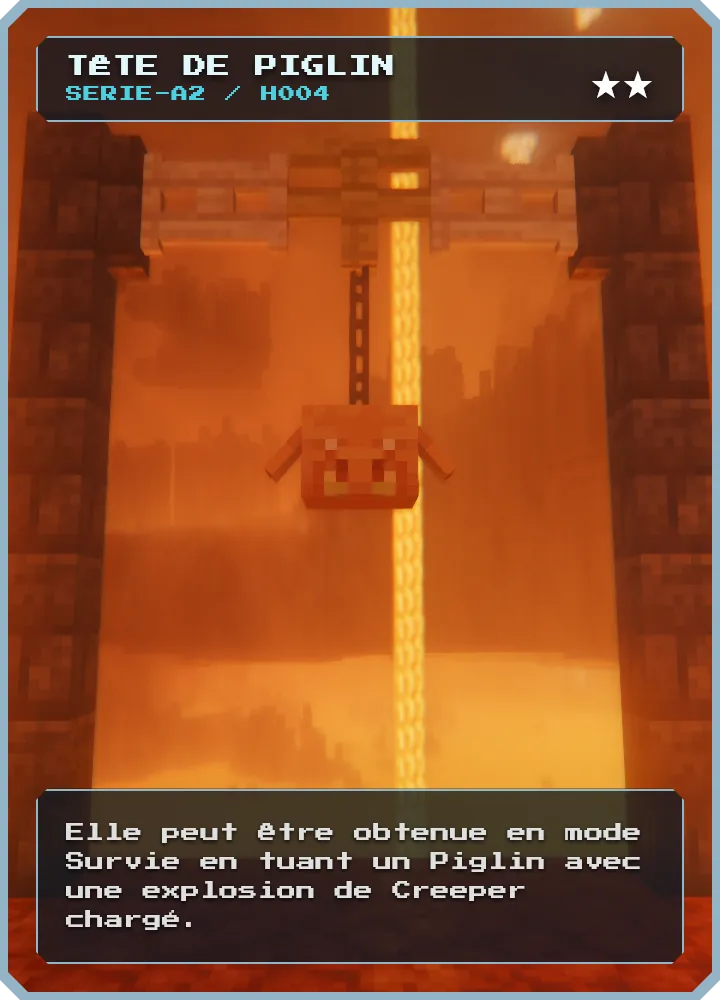 TêTE DE PIGLIN
SERIE-A2 / H004
★★
Elle peut être obtenue en mode
Survie en tuant un Piglin avec
une explosion de Creeper
chargé.